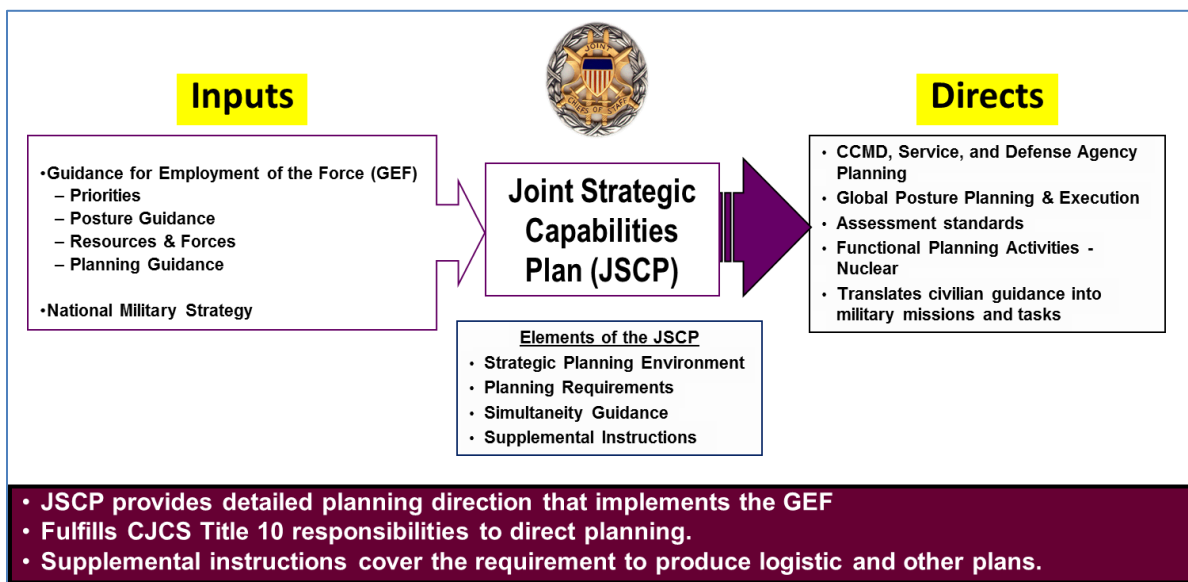 Inputs
JOINT
CHIEFS OF STAFF
Directs
•Guidance for Employment of the Force (GEF)
– Priorities
– Posture Guidance
– Resources & Forces
– Planning Guidance
•National Military Strategy
Joint Strategic
Capabilities
Plan (JSCP)
Elements of the JSCP
• Strategic Planning Environment
• Planning Requirements
• Simultaneity Guidance
• Supplemental Instructions
• CCMD, Service, and Defense Agency
Planning
• Global Posture Planning & Execution
• Assessment standards
• Functional Planning Activities -
Nuclear
• Translates civilian guidance into
military missions and tasks
• JSCP provides detailed planning direction that implements the GEF
• Fulfills CJCS Title 10 responsibilities to direct planning.
• Supplemental instructions cover the requirement to produce logistic and other plans.